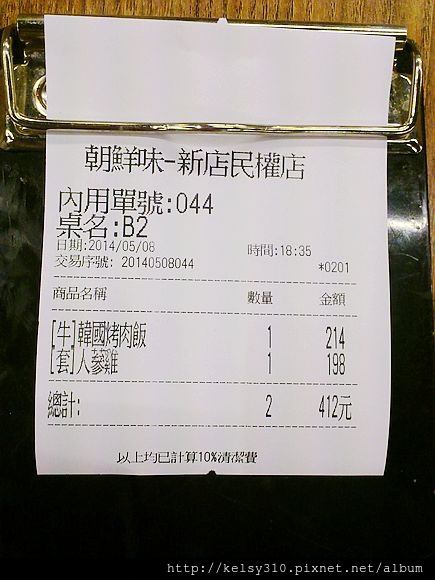 朝鮮味-新店民權店
內用單號:044
桌名:B2
日期:2014/05/08 時間:18:35
交易序號: 20140508044 *0201
商品名稱 數量 金額
[牛]韓國烤肉飯 1 214
[套]人蔘雞 1 198
總計: 2 412元
以上均已計算10%清潔費
http://kelsy310.pixnet.net/album